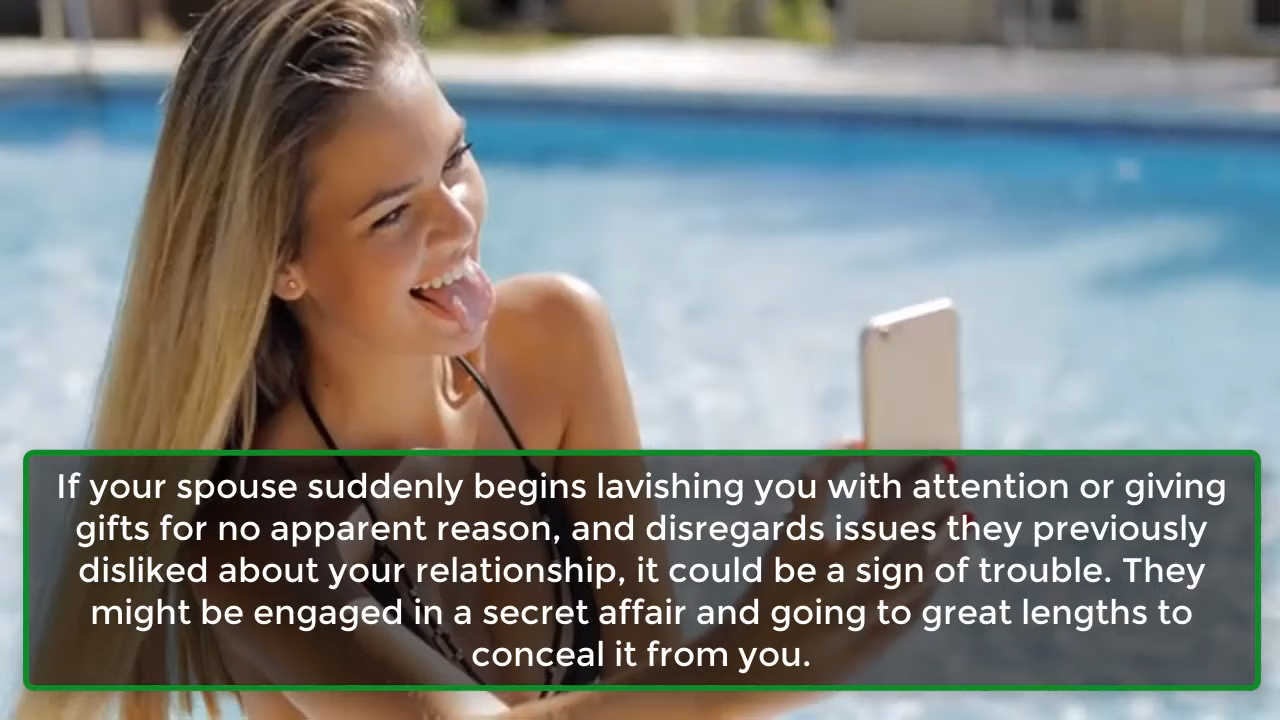 If your spouse suddenly begins lavishing you with attention or giving
gifts for no apparent reason, and disregards issues they previously
disliked about your relationship, it could be a sign of trouble. They
might be engaged in a secret affair and going to great lengths to
conceal it from you.